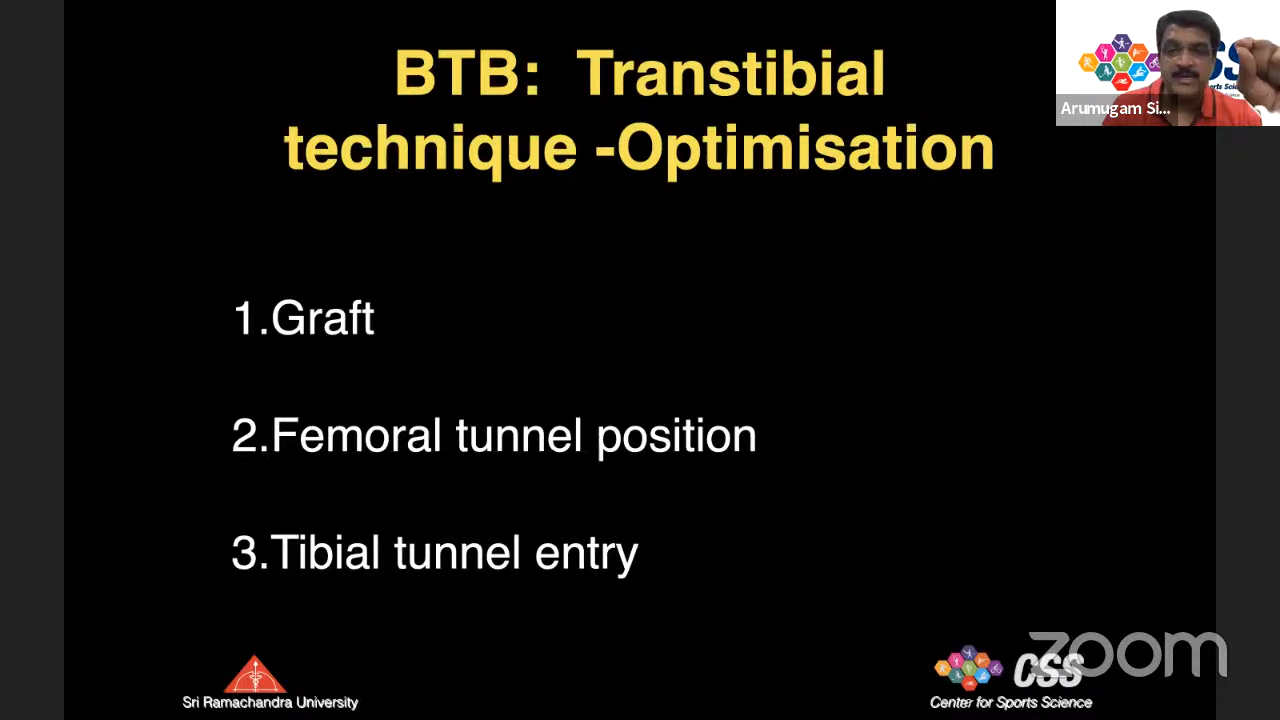 BTB: Transtibial
technique -Optimisation
Arumugam Si...
1.Graft
2.Femoral tunnel position
3.Tibial tunnel entry
Sri Ramachandra University
CSS
Center for Sports Science
zoom